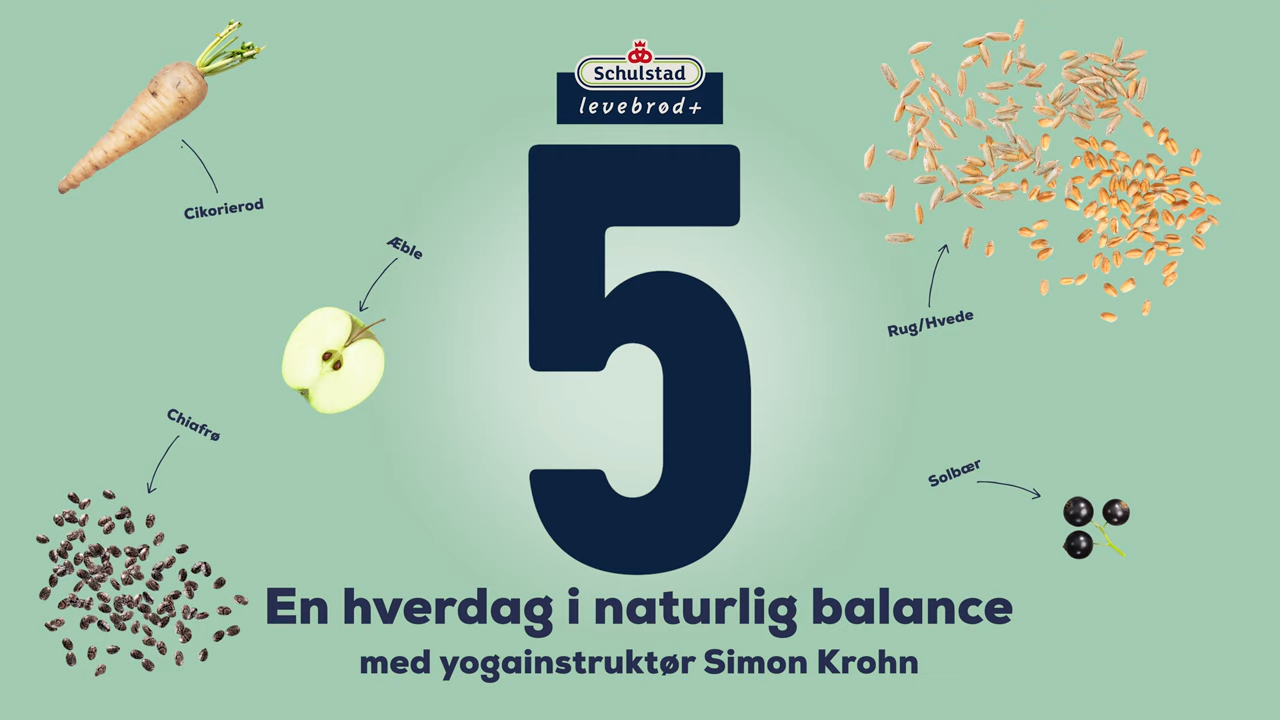 Schulstad
levebrød+
5
Cikorierod
Æble
Chiafrø
Rug/Hvede
Solbær
En hverdag i naturlig balance
med yogainstruktør Simon Krohn